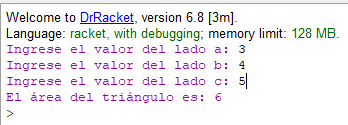 Welcome to DrRacket, version 6.8 [3m].
Language: racket, with debugging; memory limit: 128 MB.
Ingrese el valor del lado a: 3
Ingrese el valor del lado b: 4
Ingrese el valor del lado c: 5
El área del triángulo es: 6
>